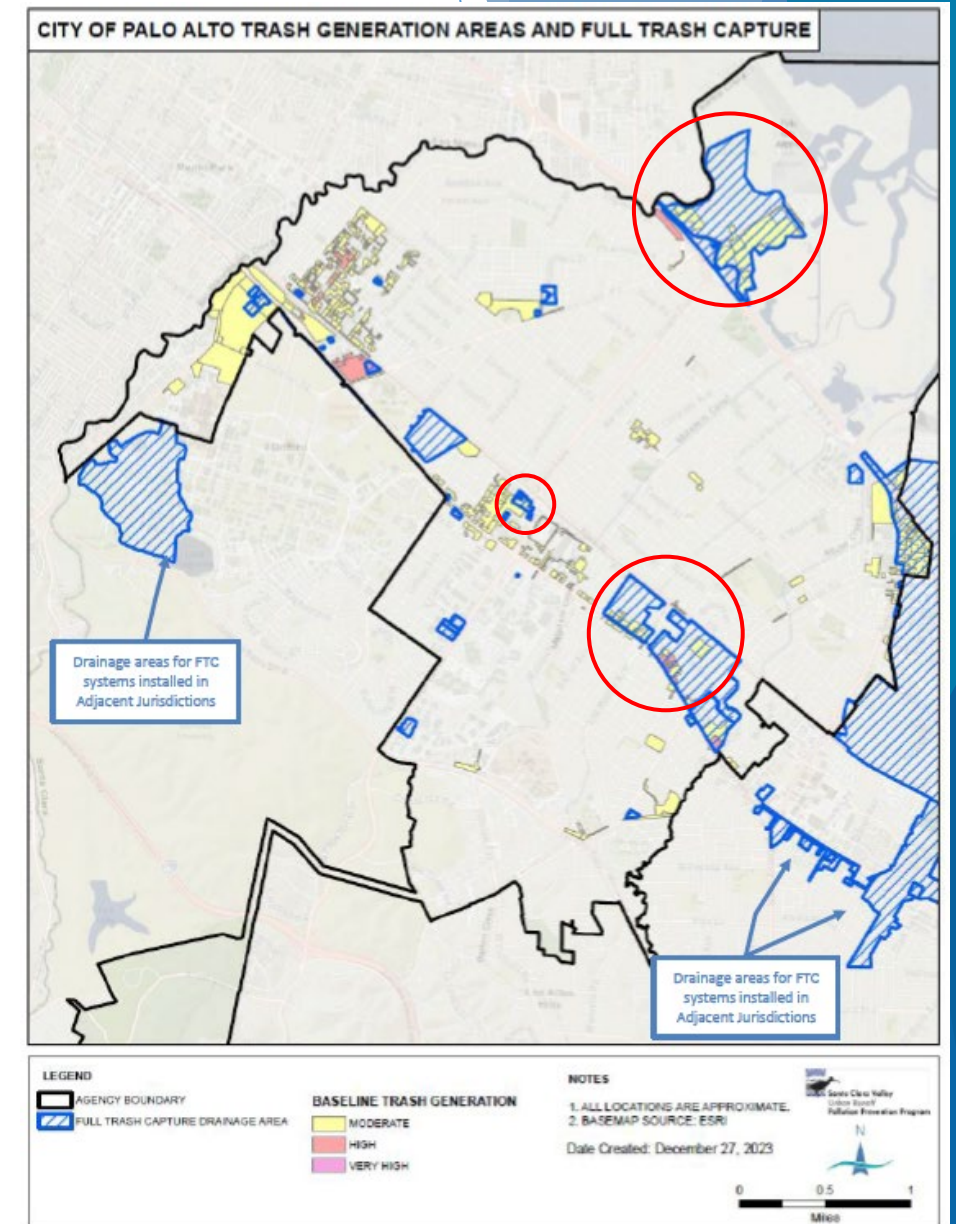 CITY OF PALO ALTO TRASH GENERATION AREAS AND FULL TRASH CAPTURE
Drainage areas for FTC
systems installed in
Adjacent Jurisdictions
Drainage areas for FTC
systems installed in
Adjacent Jurisdictions
LEGEND
AGENCY BOUNDARY
FULL TRASH CAPTURE DRAINAGE AREA
BASELINE TRASH GENERATION
MODERATE
HIGH
VERY HIGH
NOTES
1. ALL LOCATIONS ARE APPROXIMATE.
2. BASEMAP SOURCE: ESRI
Date Created: December 27, 2023
Santa Clara Valley
Urban Runoff
Pollution Prevention Program
N
0 0.5 1
Miles